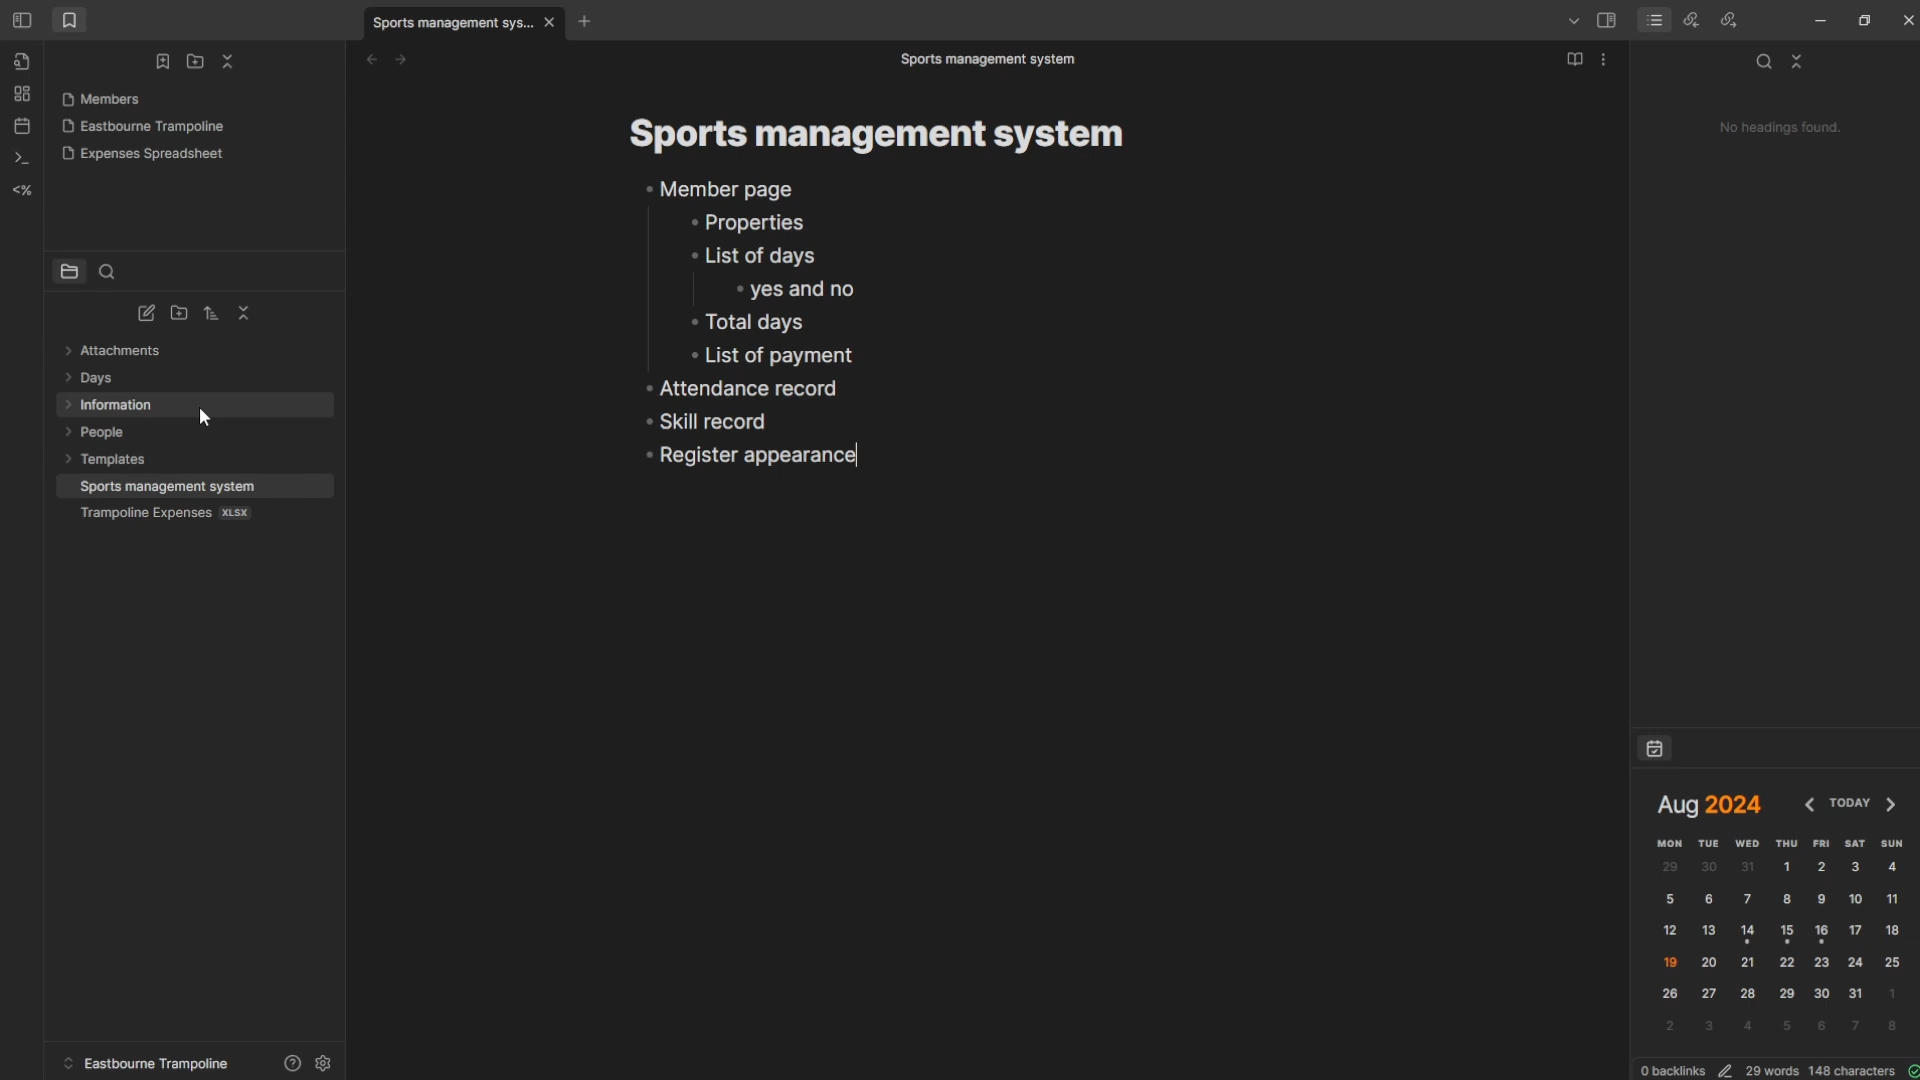 Sports management sys...
Sports management system
Members
Eastbourne Trampoline
Expenses Spreadsheet
<%
Attachments
Days
Information
People
Templates
Sports management system
Trampoline Expenses XLSX
Eastbourne Trampoline
Sports management system
Member page
Properties
List of days
yes and no
Total days
List of payment
Attendance record
Skill record
Register appearance
No headings found.
Aug 2024
TODAY
MON TUE WED THU FRI SAT SUN
29 30 31 1 2 3 4
5 6 7 8 9 10 11
12 13 14 15 16 17 18
19 20 21 22 23 24 25
26 27 28 29 30 31 1
2 3 4 5 6 7 8
0 backlinks 29 words 148 characters